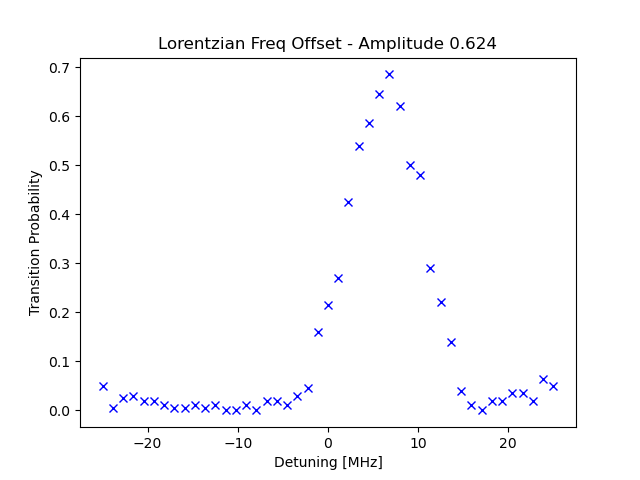 Lorentzian Freq Offset - Amplitude 0.624
0.7
0.6
0.5
0.4
0.3
0.2
0.1
0.0
Transition Probability
−20 −10 0 10 20
Detuning [MHz]